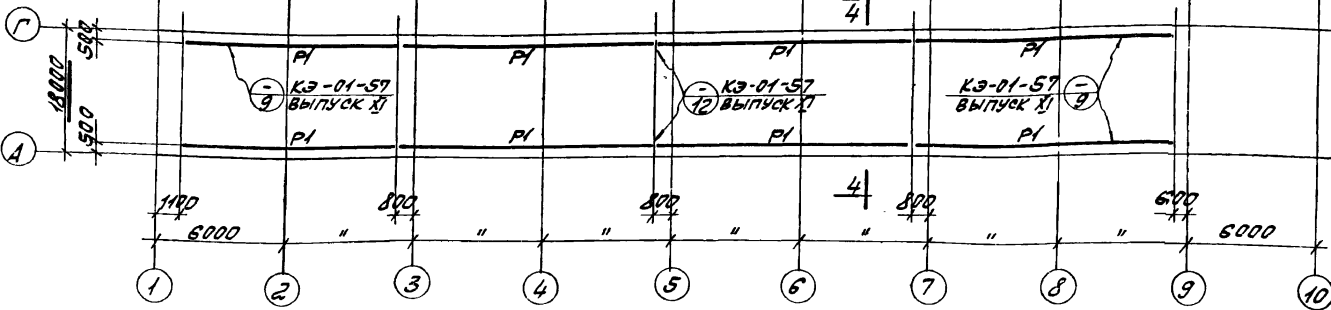 4
Г
500
Р1 Р1 Р1 Р1
18000
- КЭ-01-57
9 ВЫПУСК XI
- КЭ-01-57
12 ВЫПУСК XI
КЭ-01-57 -
ВЫПУСК XI 9
500
Р1 Р1 Р1 Р1
А
4
1100 800 800 800 600
6000 " " " " " " " 6000
1 2 3 4 5 6 7 8 9 10